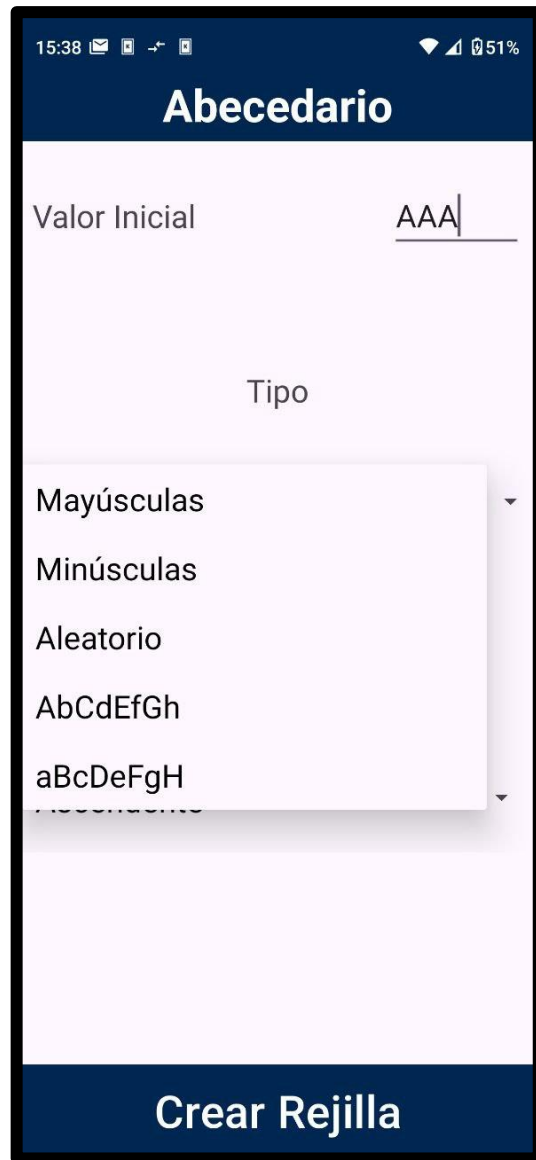 15:38 51%
Abecedario
Valor Inicial AAA
Tipo
Mayúsculas
Minúsculas
Aleatorio
AbCdEfGh
aBcDeFgH
Crear Rejilla